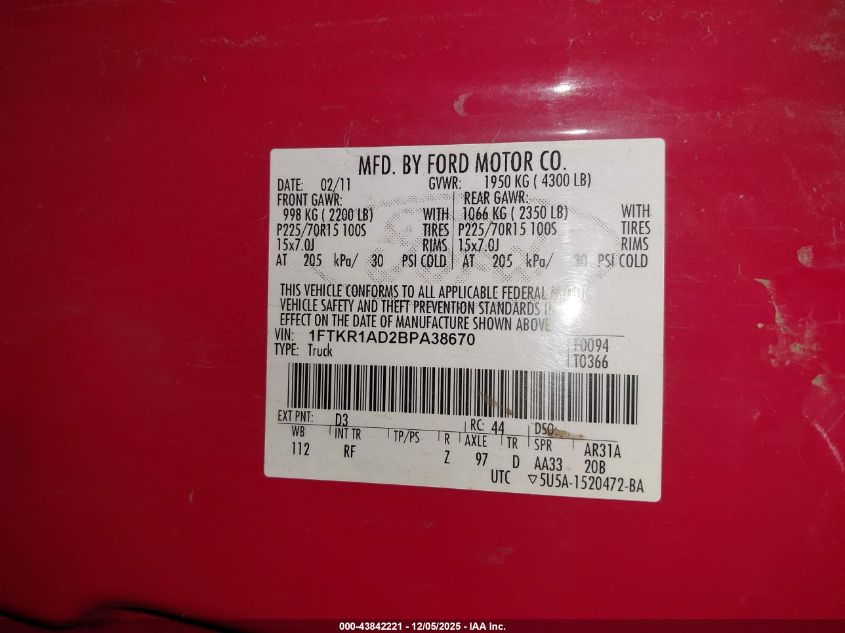 MFD. BY FORD MOTOR CO.
DATE: 02/11 GVWR: 1950 KG ( 4300 LB)
FRONT GAWR: REAR GAWR:
998 KG ( 2200 LB) WITH 1066 KG ( 2350 LB) WITH
P225/70R15 100S TIRES P225/70R15 100S TIRES
15x7.0J RIMS 15x7.0J RIMS
AT 205 kPa/ 30 PSI COLD AT 205 kPa/ 30 PSI COLD
THIS VEHICLE CONFORMS TO ALL APPLICABLE FEDERAL MOTOR
VEHICLE SAFETY AND THEFT PREVENTION STANDARDS IN
EFFECT ON THE DATE OF MANUFACTURE SHOWN ABOVE
VIN: 1FTKR1AD2BPA38670 F0094
TYPE: Truck T0366
EXT PNT: D3 RC: 44 DSO:
WB INT TR TP/PS R AXLE TR SPR AR31A
112 RF Z 97 D AA33 20B
UTC ▽5U5A-1520472-BA
000-43842221 - 12/05/2025 - IAA Inc.